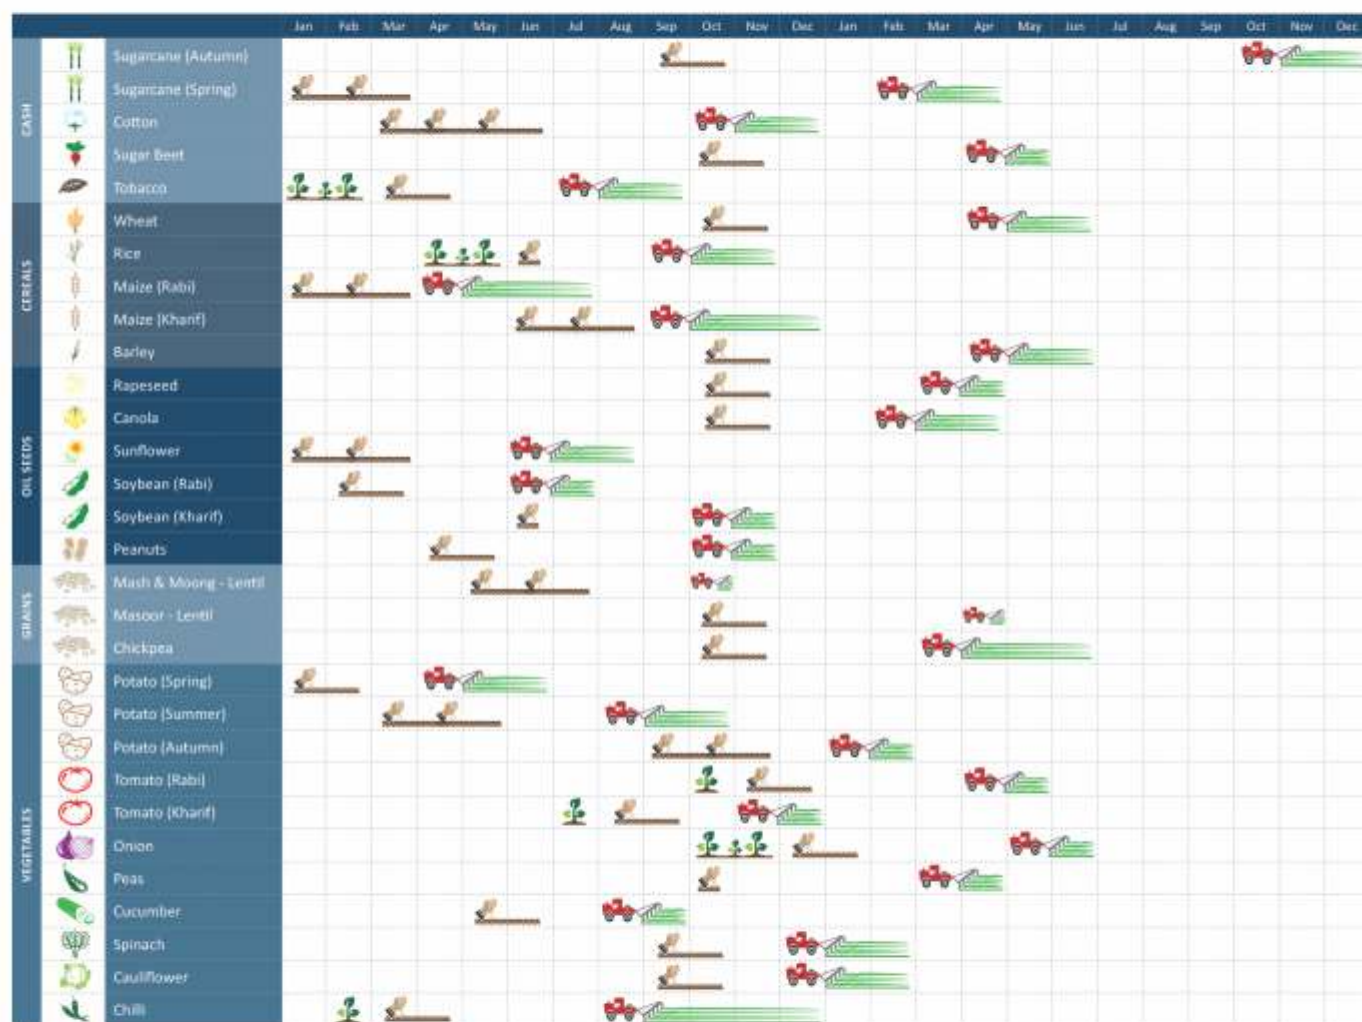 Jan Feb Mar Apr May Jun Jul Aug Sep Oct Nov Dec Jan Feb Mar Apr May Jun Jul Aug Sep Oct Nov Dec
CASH
Sugarcane (Autumn)
Sugarcane (Spring)
Cotton
Sugar Beet
Tobacco
CEREALS
Wheat
Rice
Maize (Rabi)
Maize (Kharif)
Barley
OIL SEEDS
Rapeseed
Canola
Sunflower
Soybean (Rabi)
Soybean (Kharif)
Peanuts
GRAINS
Mash & Moong - Lentil
Masoor - Lentil
Chickpea
VEGETABLES
Potato (Spring)
Potato (Summer)
Potato (Autumn)
Tomato (Rabi)
Tomato (Kharif)
Onion
Peas
Cucumber
Spinach
Cauliflower
Chilli